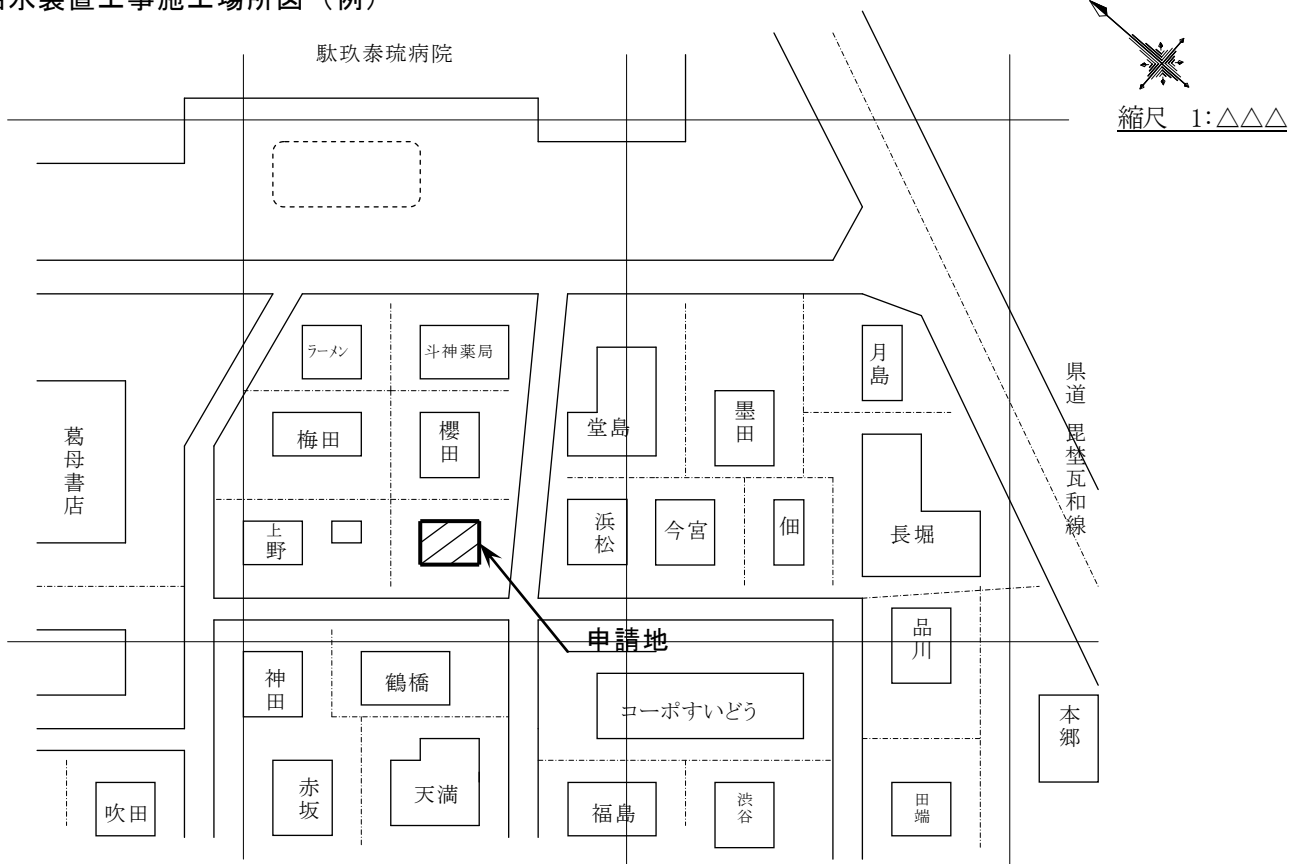 給水装置工事施工場所図（例）
駄玖泰琉病院
縮尺 1:△△△
ラーメン
斗神薬局
月島
県道 毘埜瓦和線
葛母書店
梅田
櫻田
堂島
墨田
上野
浜松
今宮
佃
長堀
申請地
品川
神田
鶴橋
コーポすいどう
本郷
吹田
赤坂
天満
福島
渋谷
田端